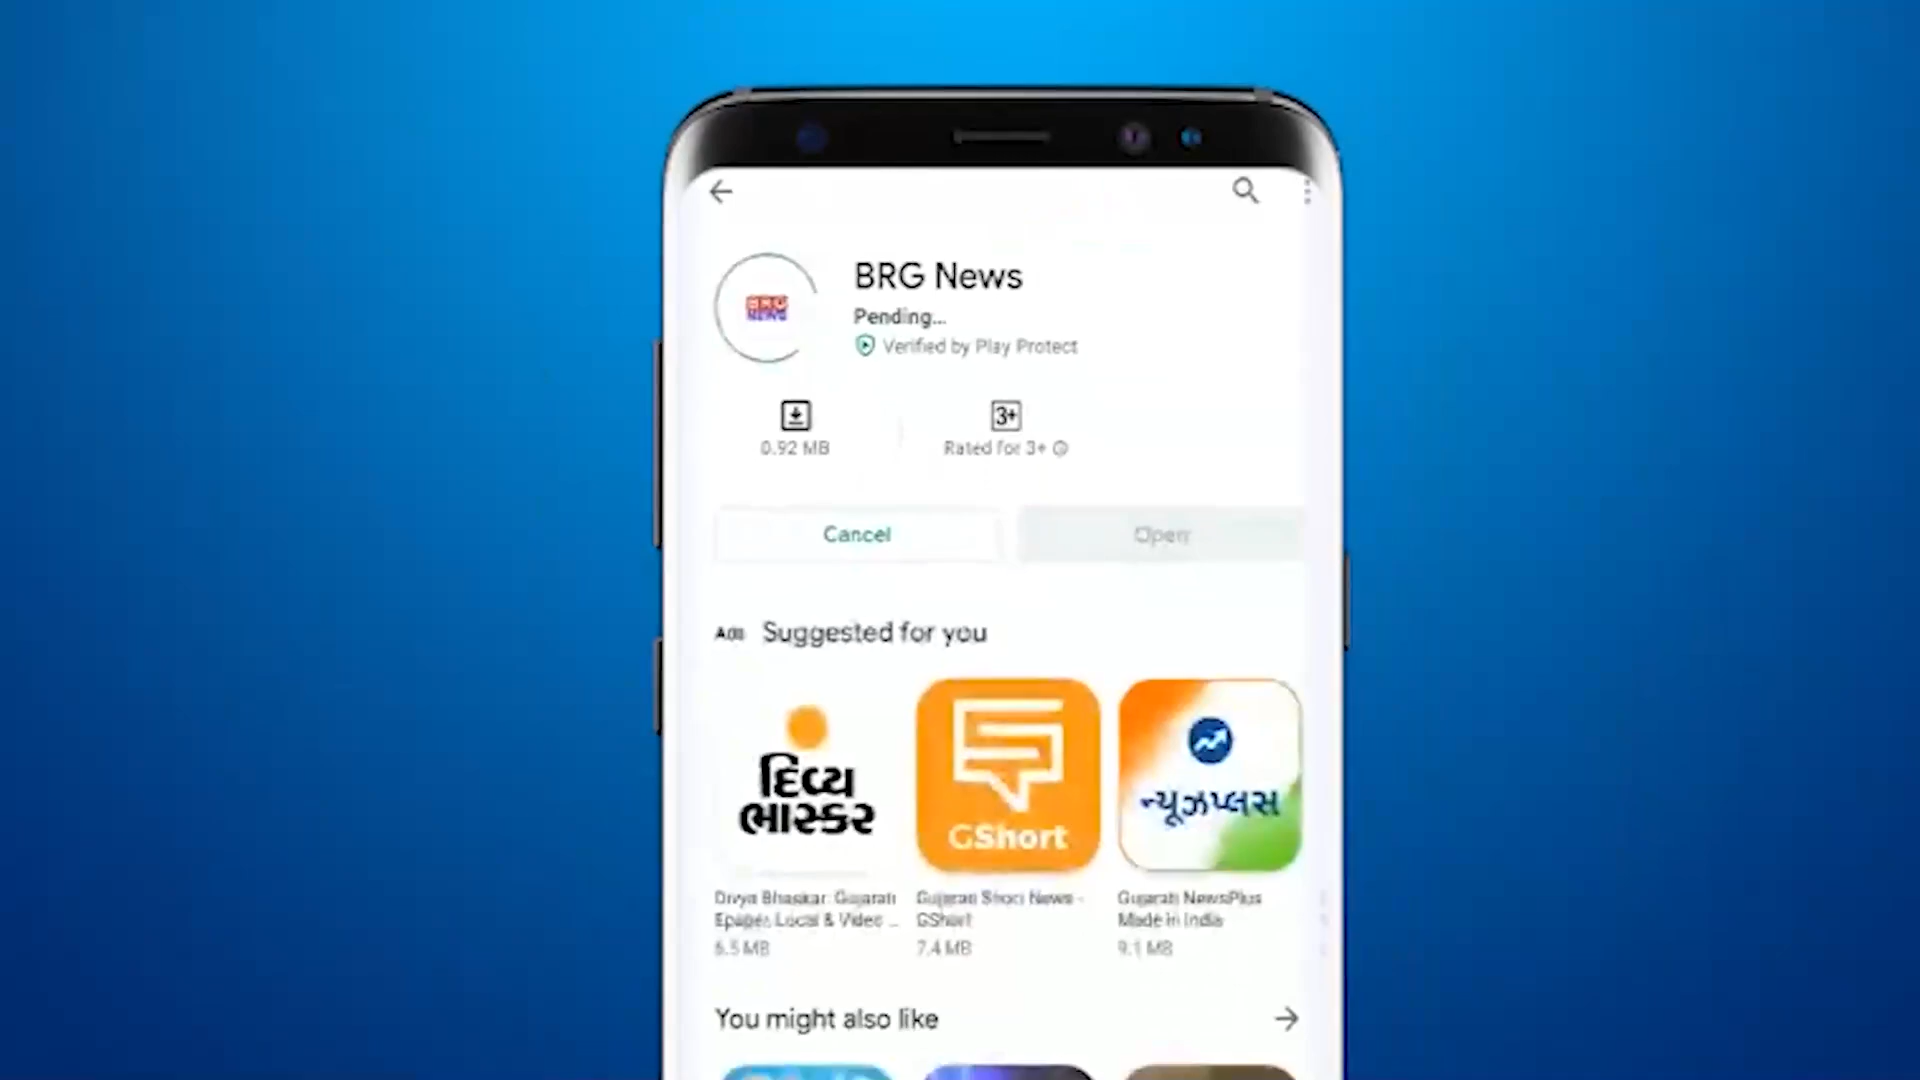 BRG News
BRG
NEWS
Pending...
Verified by Play Protect
3+
0.92 MB
Rated for 3+
Cancel
Open
Ads Suggested for you
દિવ્ય
ભાસ્કર
GShort
ન્યૂઝપ્લસ
Divya Bhaskar: Gujarati
Epaper, Local & Video ...
6.5 MB
Gujarati Short News -
GShort
7.4 MB
Gujarati NewsPlus
Made in India
9.1 MB
You might also like